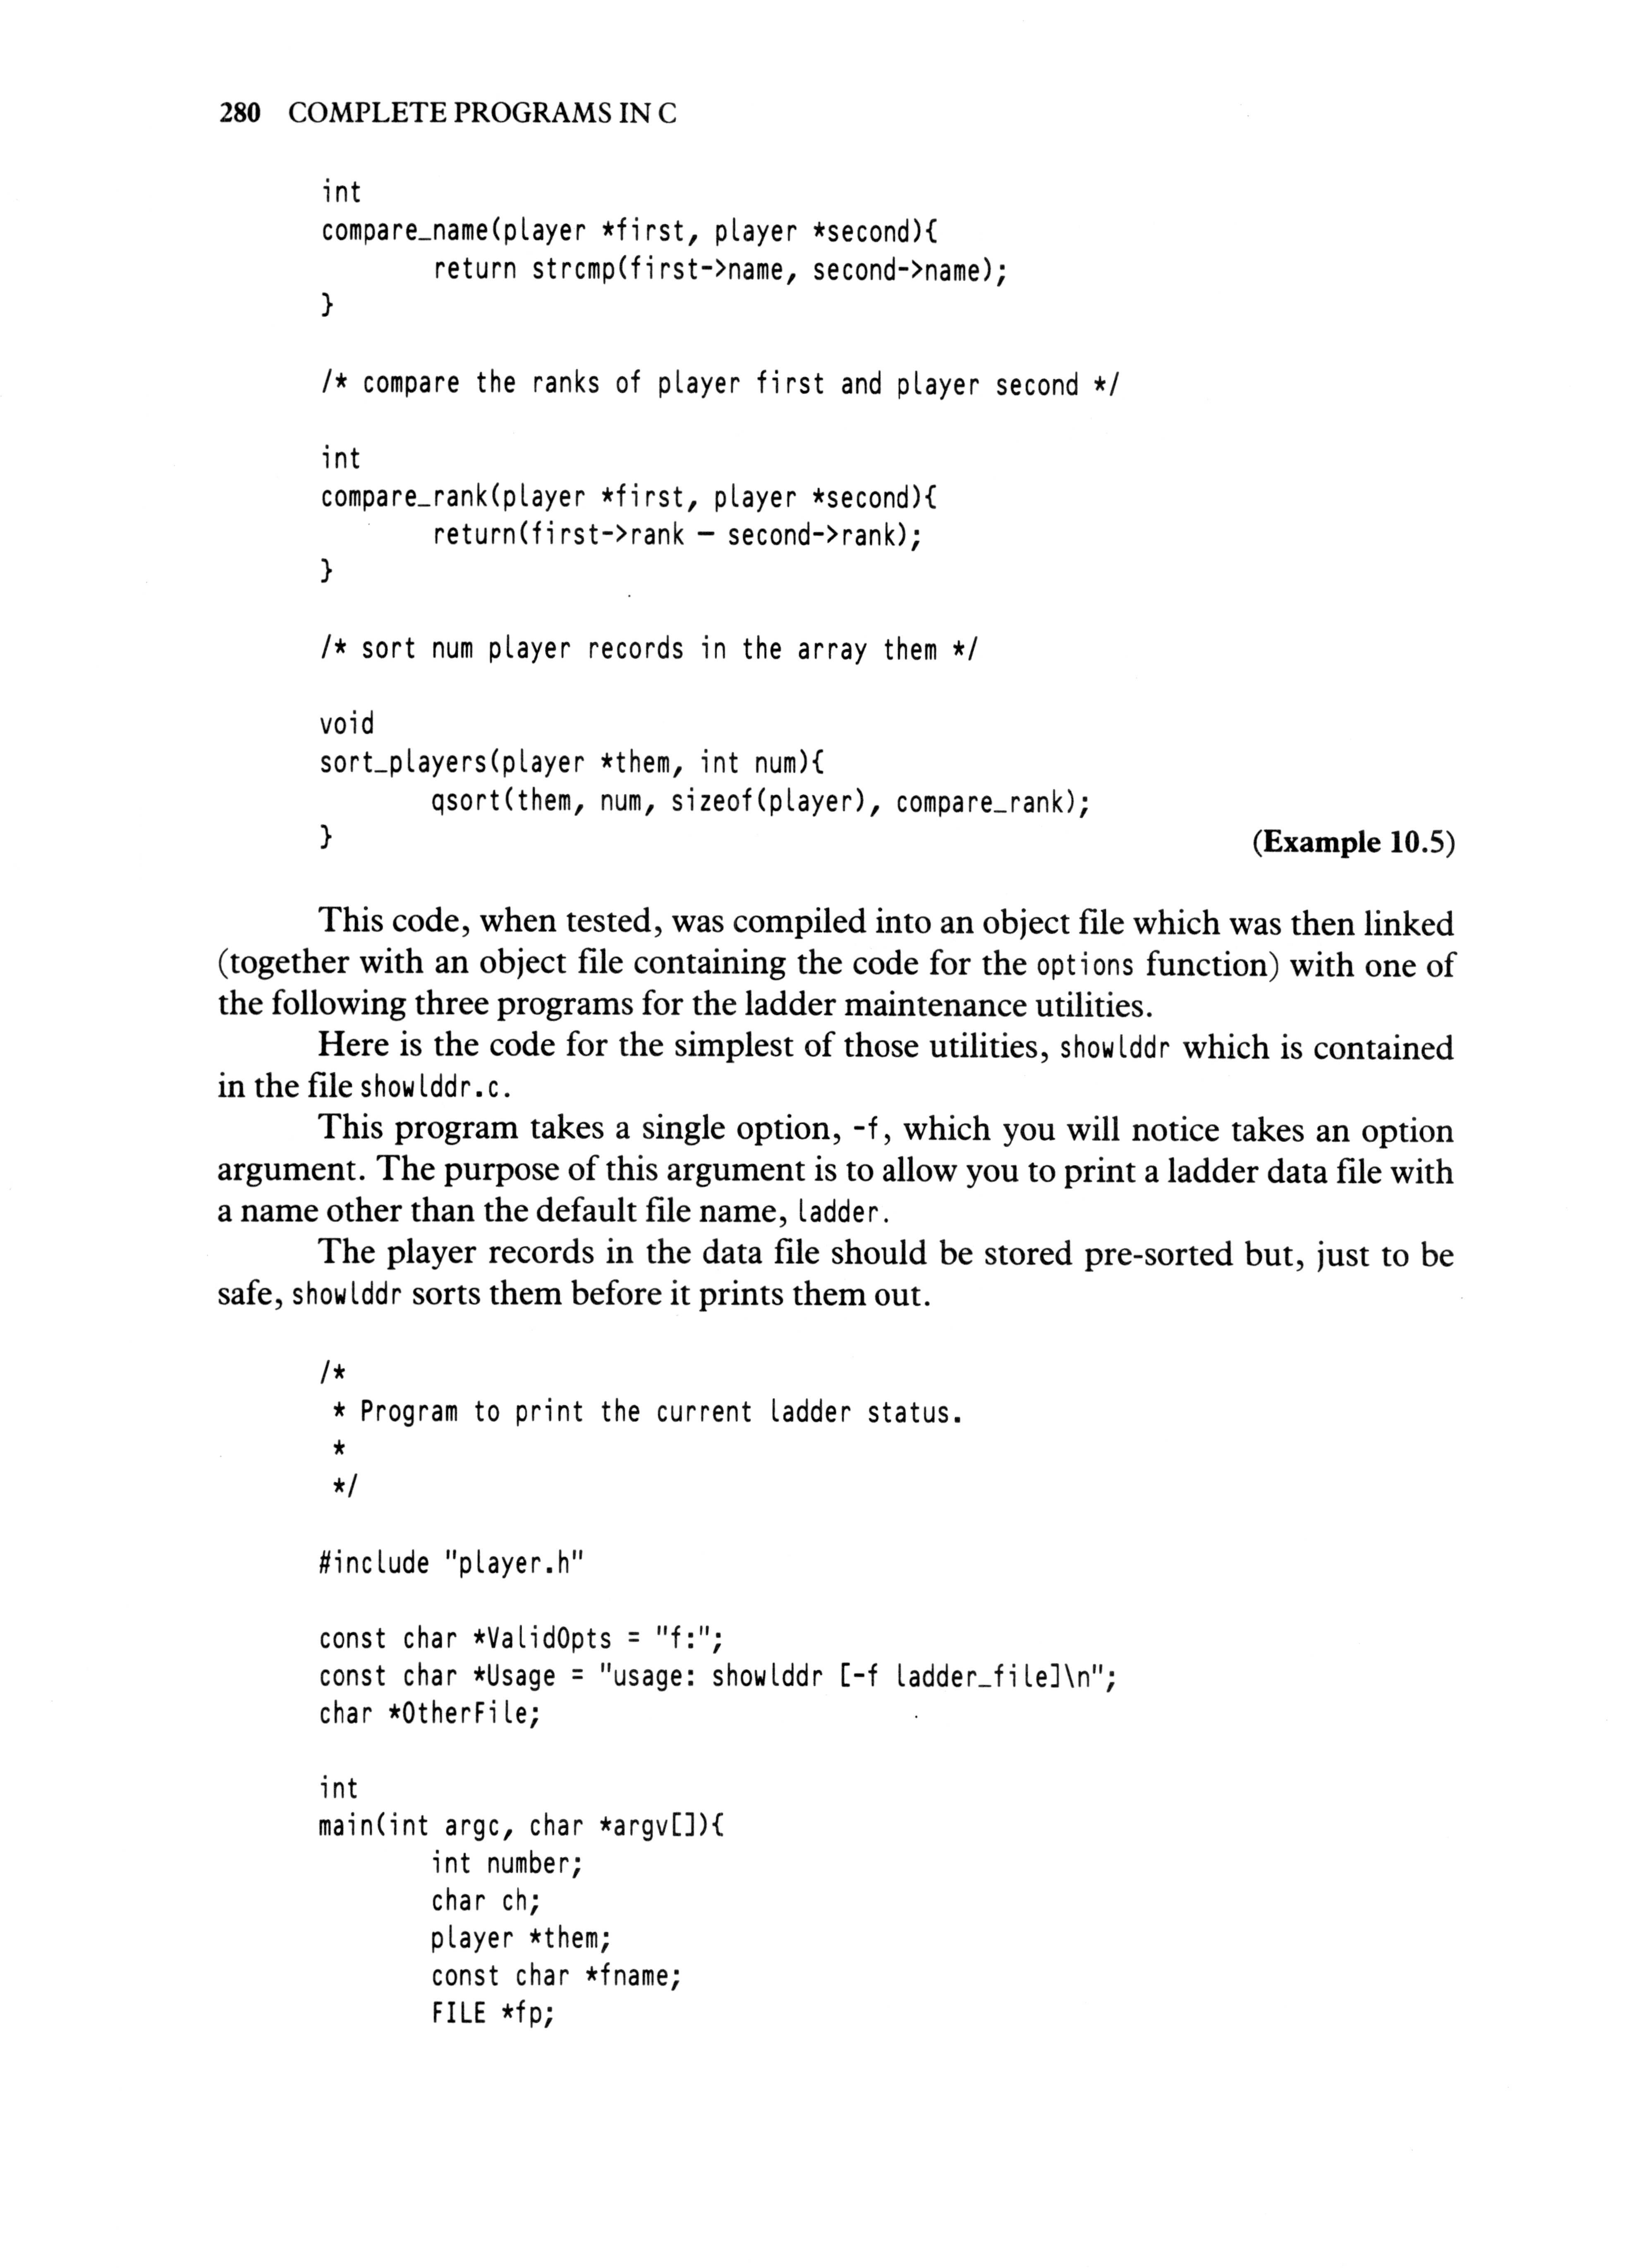 280 COMPLETE PROGRAMS IN C
int
compare_name(player *first, player *second){
return strcmp(first->name, second->name);
}
/* compare the ranks of player first and player second */
int
compare_rank(player *first, player *second){
return(first->rank - second->rank);
}
/* sort num player records in the array them */
void
sort_players(player *them, int num){
qsort(them, num, sizeof(player), compare_rank);
}
(Example 10.5)
This code, when tested, was compiled into an object file which was then linked
(together with an object file containing the code for the options function) with one of
the following three programs for the ladder maintenance utilities.
Here is the code for the simplest of those utilities, showlddr which is contained
in the file showlddr.c.
This program takes a single option, -f, which you will notice takes an option
argument. The purpose of this argument is to allow you to print a ladder data file with
a name other than the default file name, ladder.
The player records in the data file should be stored pre-sorted but, just to be
safe, showlddr sorts them before it prints them out.
/*
* Program to print the current ladder status.
*
*/
#include "player.h"
const char *ValidOpts = "f:";
const char *Usage = "usage: showlddr [-f ladder_file]\n";
char *OtherFile;
int
main(int argc, char *argv[]){
int number;
char ch;
player *them;
const char *fname;
FILE *fp;